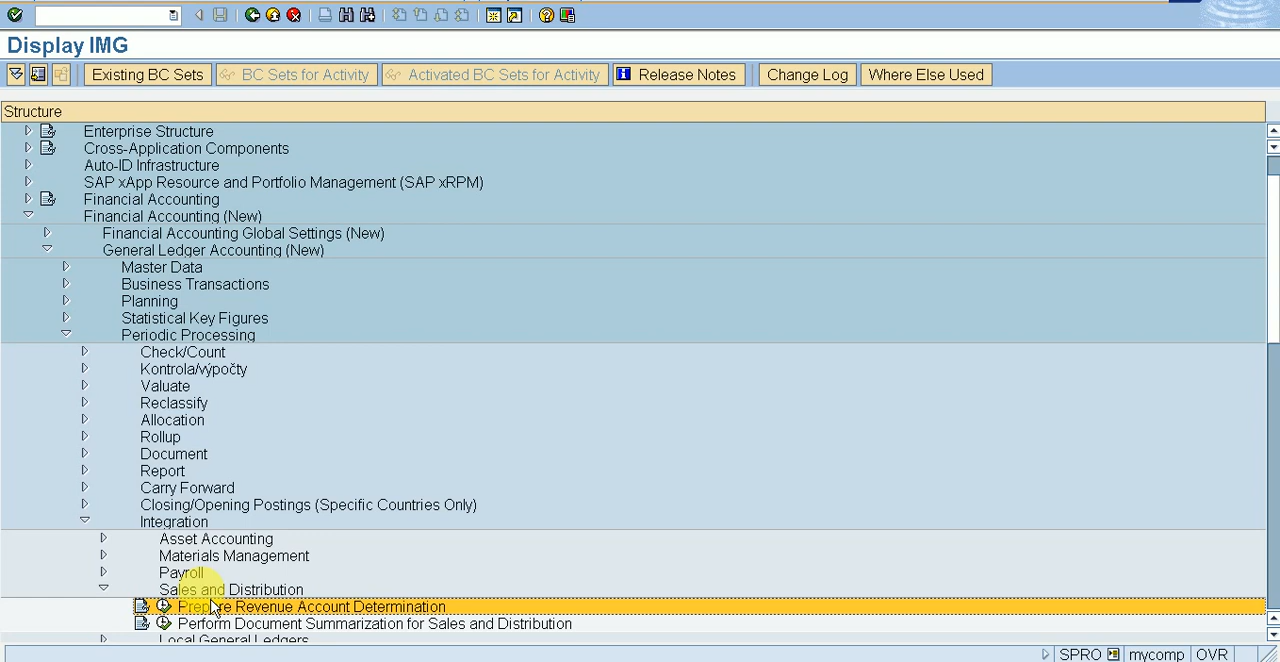 Display IMG
Existing BC Sets BC Sets for Activity Activated BC Sets for Activity Release Notes Change Log Where Else Used
Structure
Enterprise Structure
Cross-Application Components
Auto-ID Infrastructure
SAP xApp Resource and Portfolio Management (SAP xRPM)
Financial Accounting
Financial Accounting (New)
Financial Accounting Global Settings (New)
General Ledger Accounting (New)
Master Data
Business Transactions
Planning
Statistical Key Figures
Periodic Processing
Check/Count
Kontrola/výpočty
Valuate
Reclassify
Allocation
Rollup
Document
Report
Carry Forward
Closing/Opening Postings (Specific Countries Only)
Integration
Asset Accounting
Materials Management
Payroll
Sales and Distribution
Prepare Revenue Account Determination
Perform Document Summarization for Sales and Distribution
Local General Ledgers
SPRO mycomp OVR